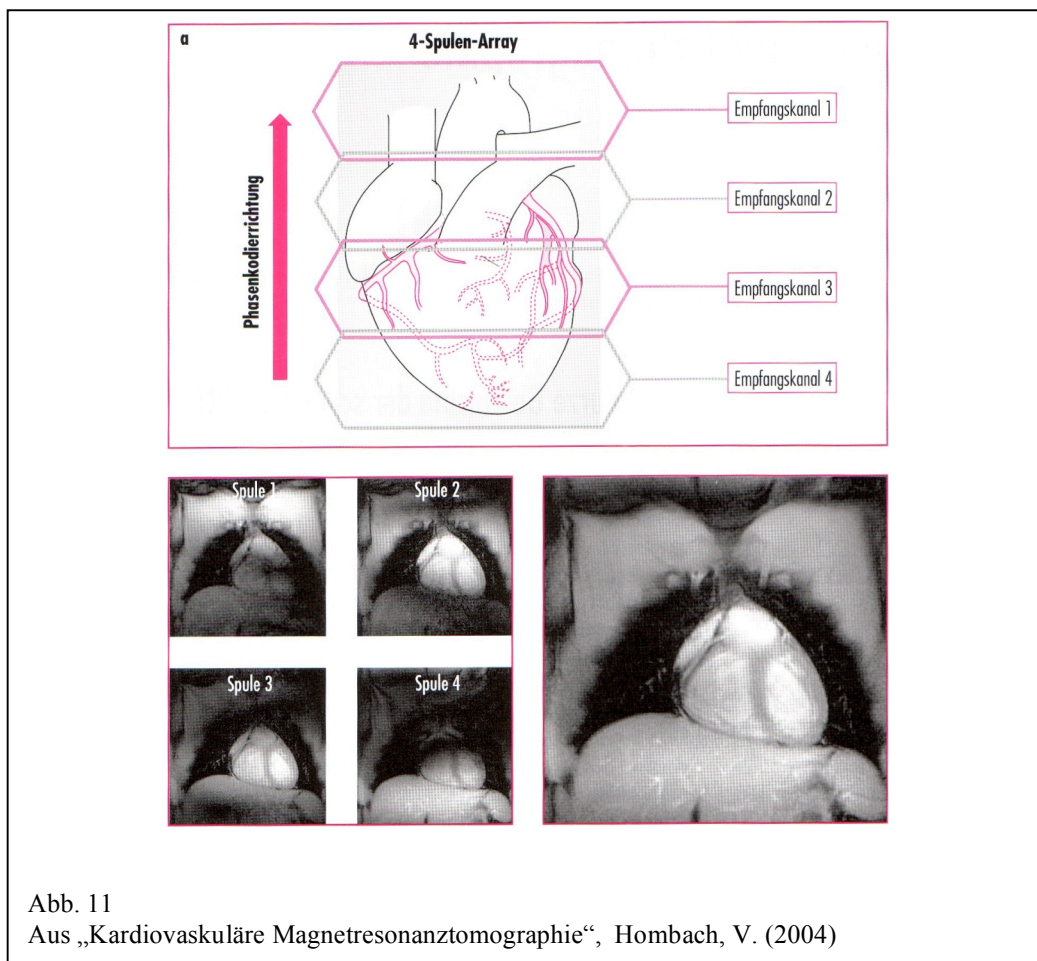 a
4-Spulen-Array
Phasenkodierrichtung
Empfangskanal 1
Empfangskanal 2
Empfangskanal 3
Empfangskanal 4
Spule 1
Spule 2
Spule 3
Spule 4
Abb. 11
Aus „Kardiovaskuläre Magnetresonanztomographie“, Hombach, V. (2004)